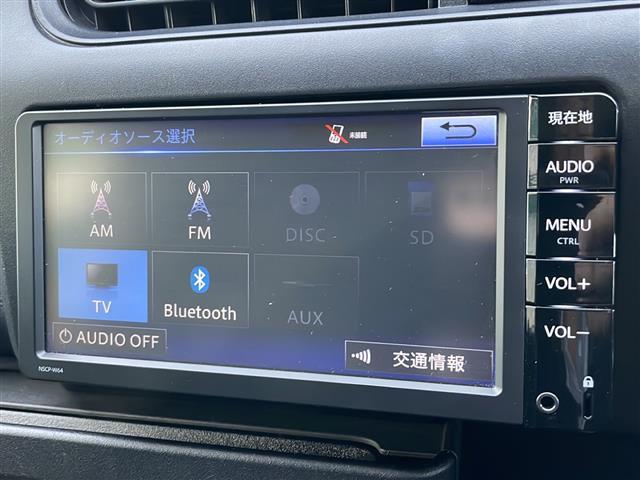 オーディオソース選択
未接続
現在地
AUDIO
PWR
AM
FM
DISC
SD
MENU
CTRL
TV
Bluetooth
AUX
VOL+
AUDIO OFF
交通情報
VOL−
NSCP-W64